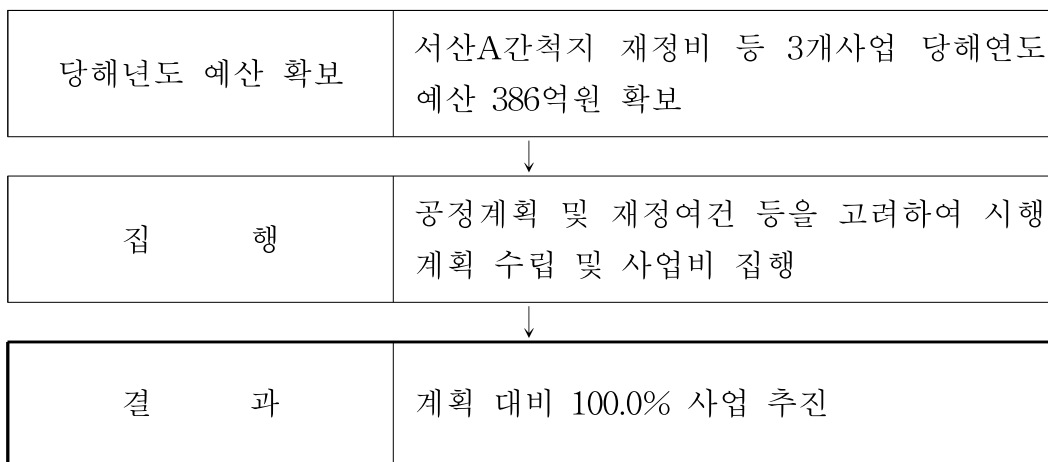 당해년도 예산 확보
서산A간척지 재정비 등 3개사업 당해연도
예산 386억원 확보
↓
집 행
공정계획 및 재정여건 등을 고려하여 시행
계획 수립 및 사업비 집행
↓
결 과
계획 대비 100.0% 사업 추진